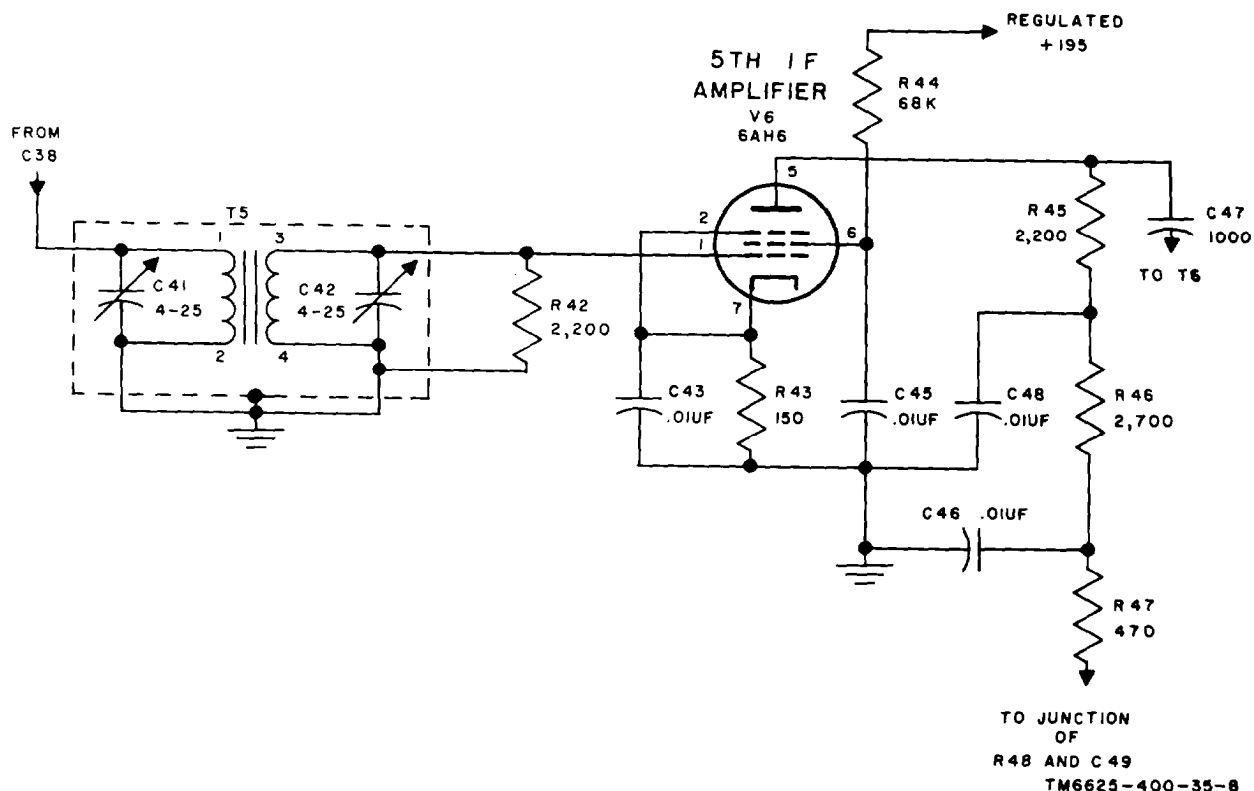 REGULATED
+195
5TH IF
AMPLIFIER
V6
6AH6
R44
68K
FROM
C38
T5
1
3
C41
4-25
C42
4-25
2
4
R42
2,200
5
2
1
6
7
R45
2,200
C47
1000
TO T6
C43
.01UF
R43
150
C45
.01UF
C48
.01UF
R46
2,700
C46 .01UF
R47
470
TO JUNCTION
OF
R48 AND C49
TM6625-400-35-8